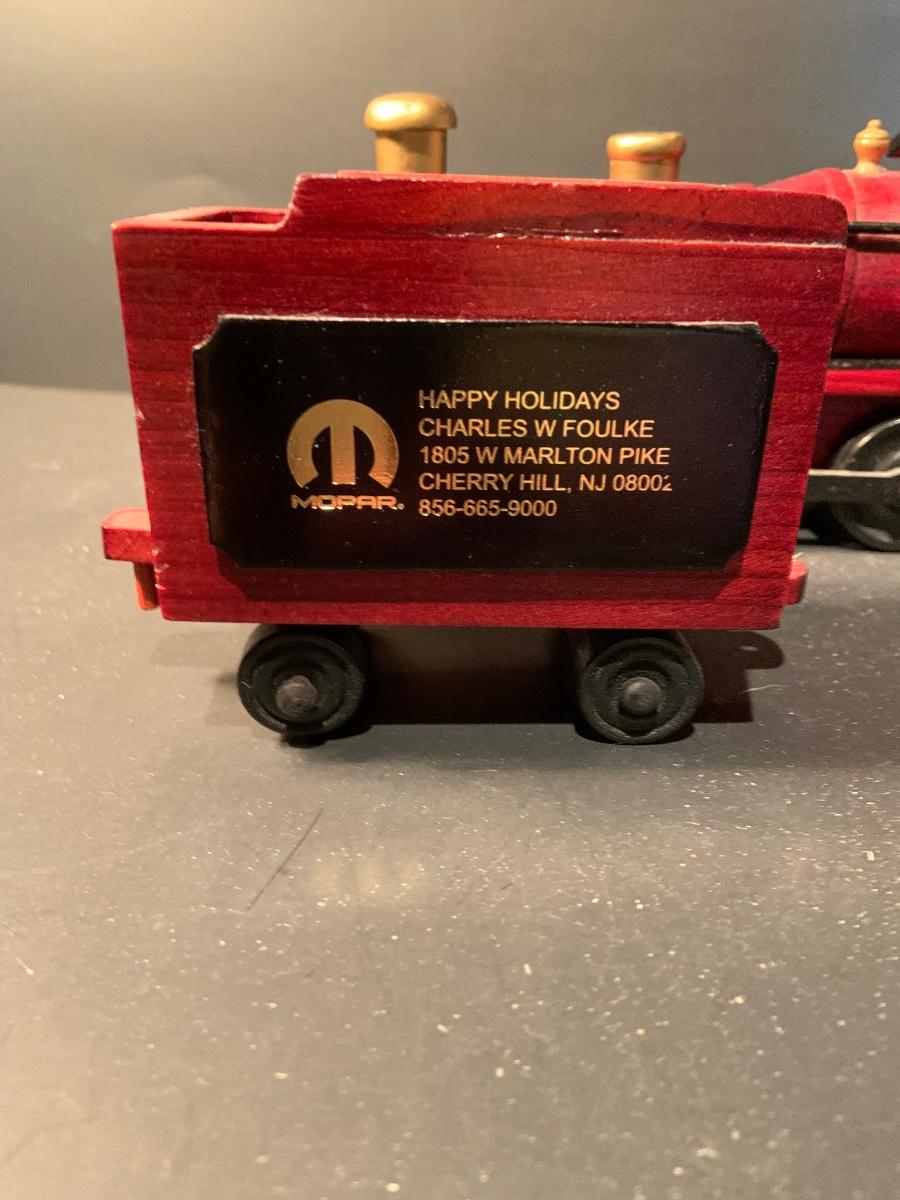 HAPPY HOLIDAYS
CHARLES W FOULKE
1805 W MARLTON PIKE
CHERRY HILL, NJ 08002
856-665-9000
MOPAR®